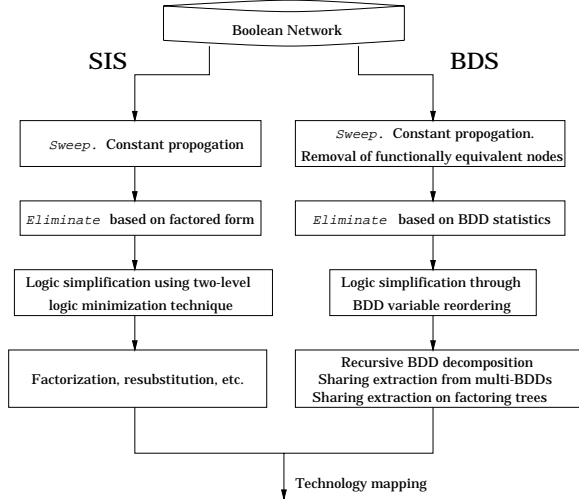 Boolean Network
SIS
BDS
Sweep. Constant propogation
Sweep. Constant propogation.
Removal of functionally equivalent nodes
Eliminate based on factored form
Eliminate based on BDD statistics
Logic simplification using two-level
logic minimization technique
Logic simplification through
BDD variable reordering
Factorization, resubstitution, etc.
Recursive BDD decomposition
Sharing extraction from multi-BDDs
Sharing extraction on factoring trees
Technology mapping